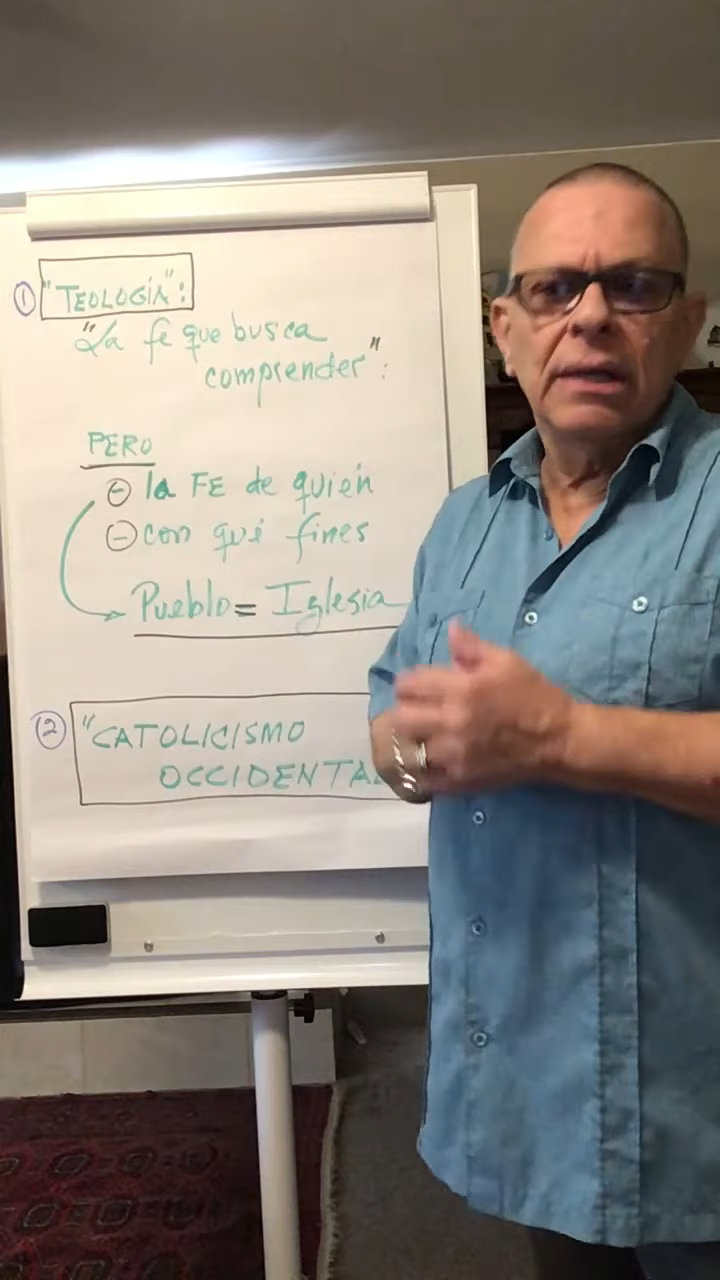 ① "TEOLOGÍA":
"La fe que busca
comprender":
PERO
⊖ la FE de quién
⊖ con qué fines
Pueblo = Iglesia
② "CATOLICISMO
OCCIDENTAL